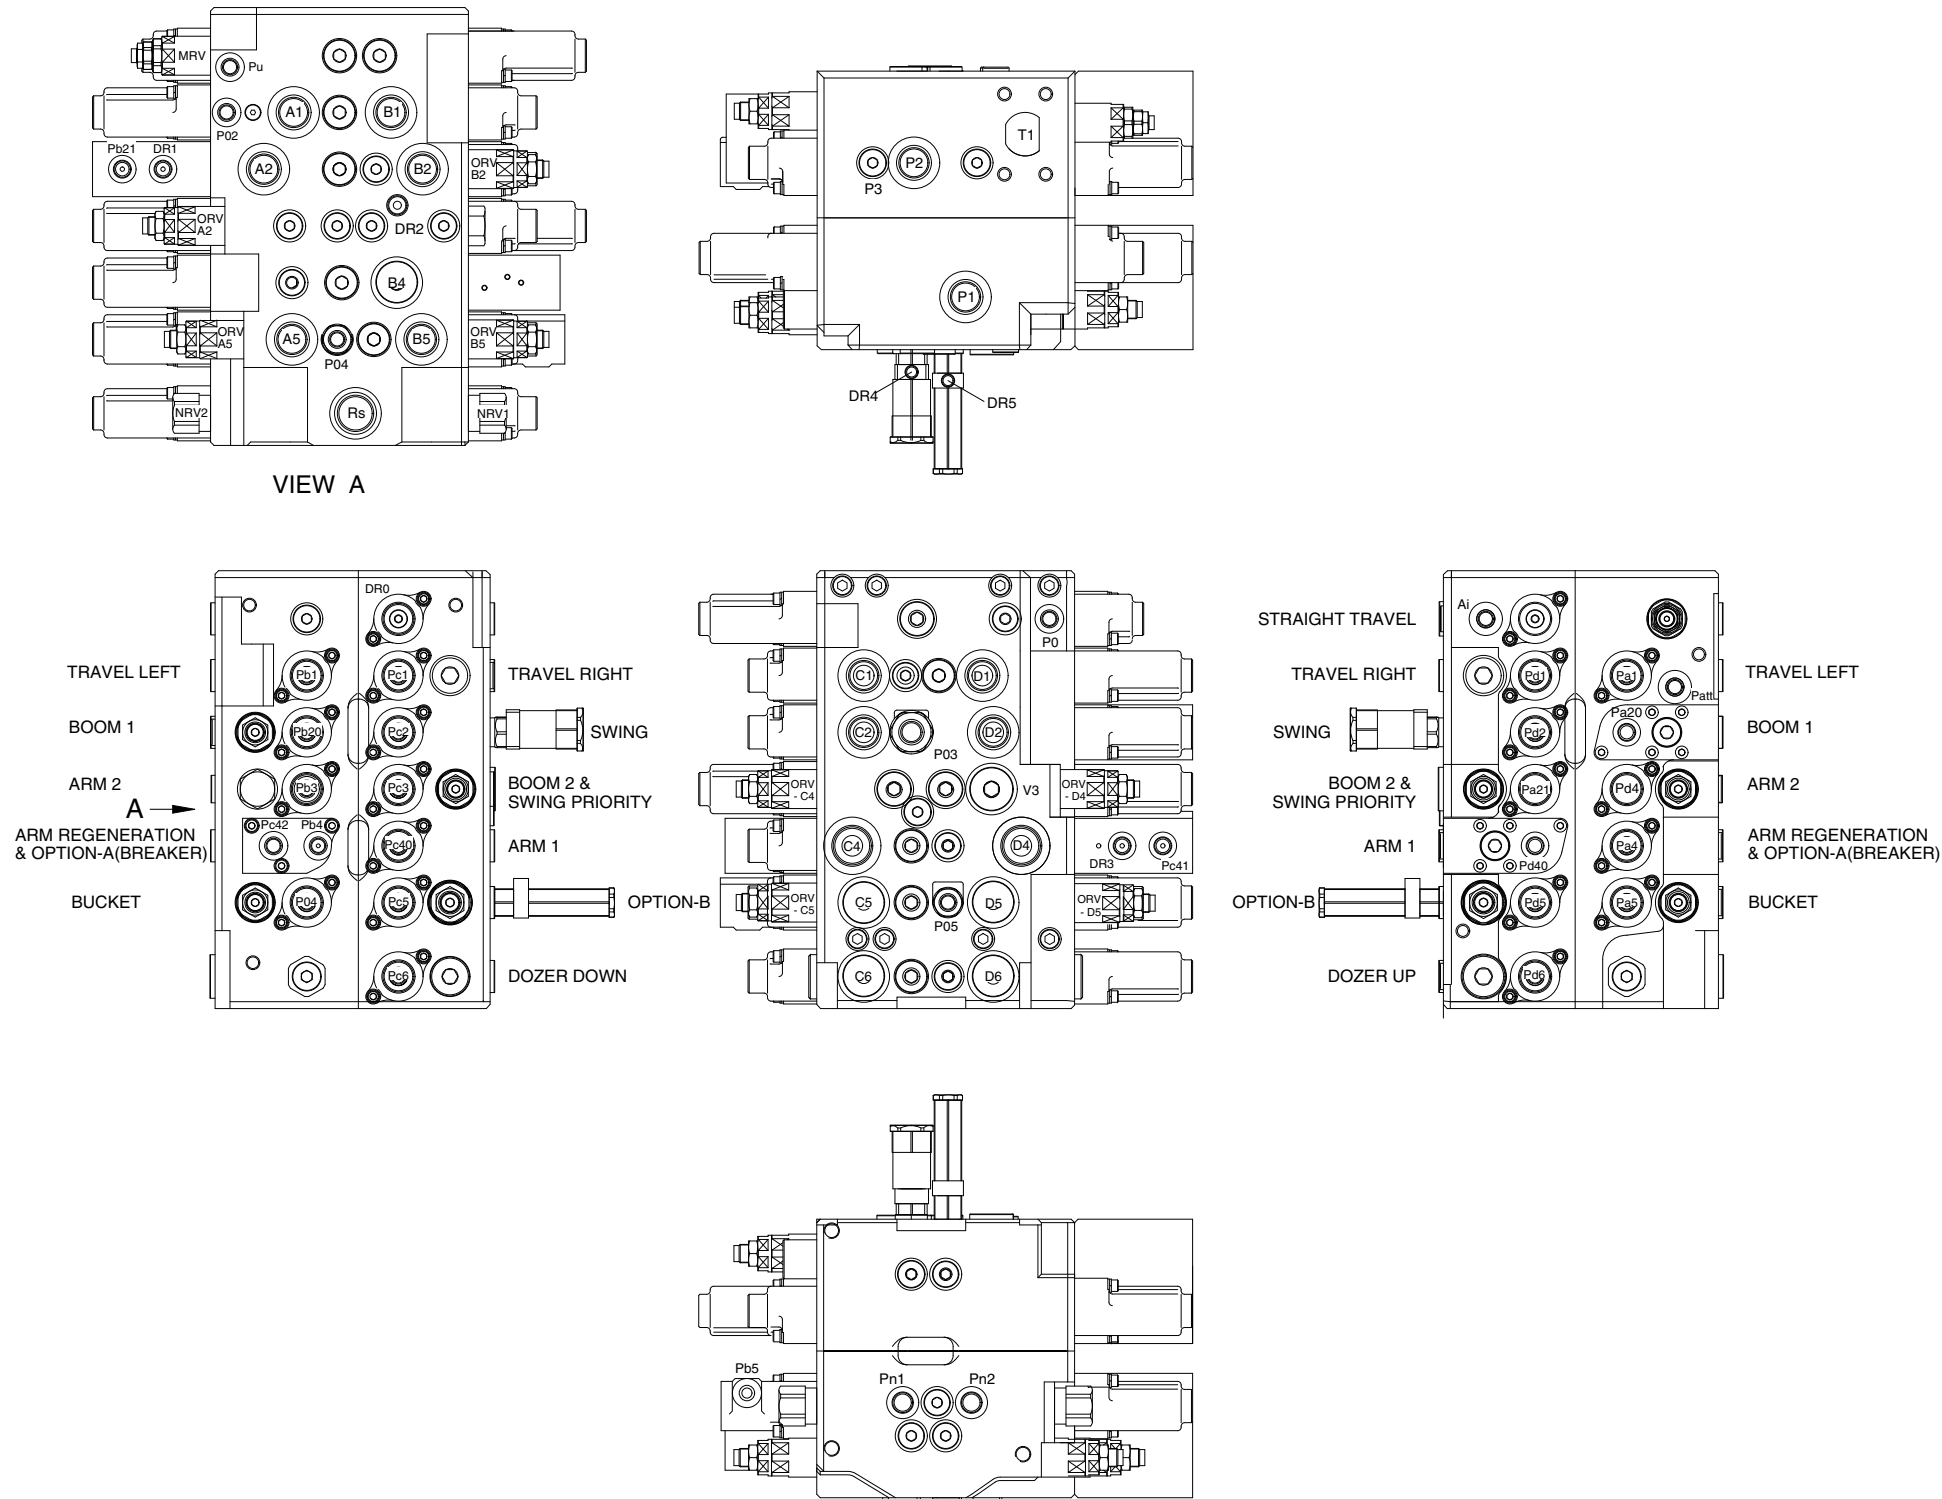 MRV
Pu
A1
B1
P02
Pb21
DR1
A2
B2
ORV
B2
ORV
A2
DR2
B4
ORV
A5
A5
P04
B5
ORV
B5
NRV2
Rs
NRV1
VIEW A
T1
P2
P3
P1
DR4
DR5
DR0
TRAVEL LEFT
Pb1
Pc1
TRAVEL RIGHT
BOOM 1
Pb20
Pc2
SWING
ARM 2
Pb3
Pc3
BOOM 2 &
SWING PRIORITY
A
ARM REGENERATION
& OPTION-A(BREAKER)
Pc42
Pb4
Pc40
ARM 1
BUCKET
P04
Pc5
OPTION-B
Pc6
DOZER DOWN
P0
C1
D1
C2
P03
D2
ORV
- C4
V3
ORV
- D4
C4
D4
DR3
Pc41
ORV
- C5
C5
P05
D5
ORV
- D5
C6
D6
STRAIGHT TRAVEL
Ai
TRAVEL RIGHT
Pd1
Pa1
TRAVEL LEFT
Patt
SWING
Pd2
Pa20
BOOM 1
BOOM 2 &
SWING PRIORITY
Pa21
Pd4
ARM 2
ARM 1
Pd40
Pa4
ARM REGENERATION
& OPTION-A(BREAKER)
OPTION-B
Pd5
Pa5
BUCKET
DOZER UP
Pd6
Pb5
Pn1
Pn2